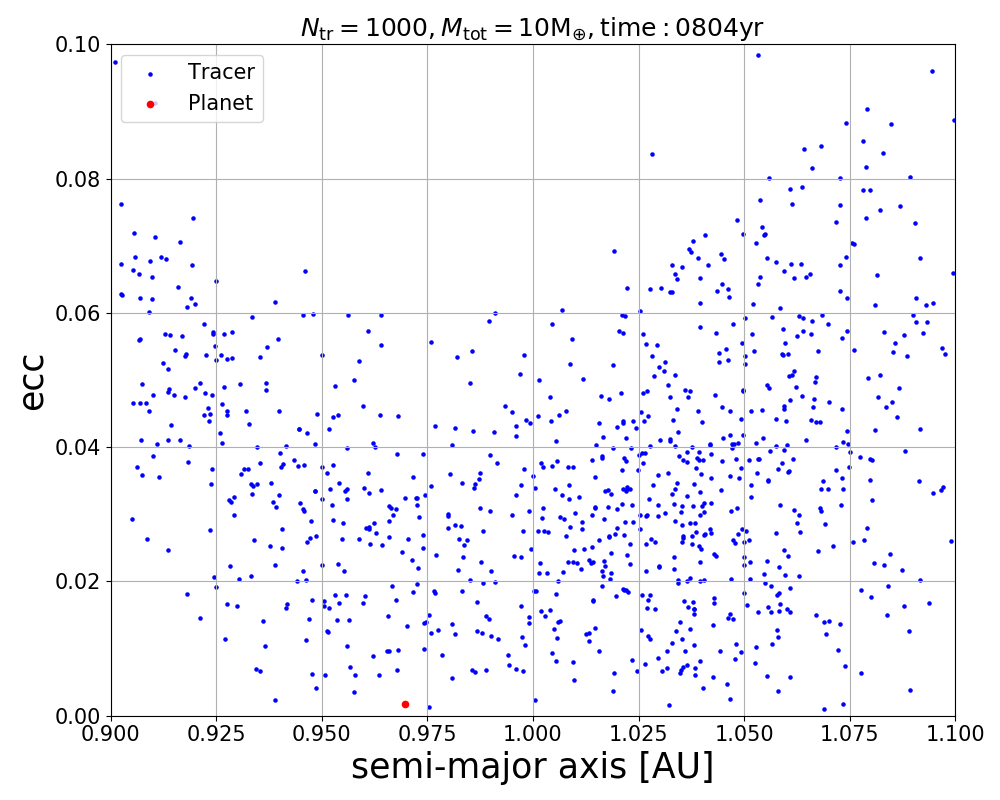 N_tr = 1000, M_tot = 10M_⊕, time : 0804yr
0.10
0.08
0.06
0.04
0.02
0.00
ecc
Tracer
Planet
0.900 0.925 0.950 0.975 1.000 1.025 1.050 1.075 1.100
semi-major axis [AU]